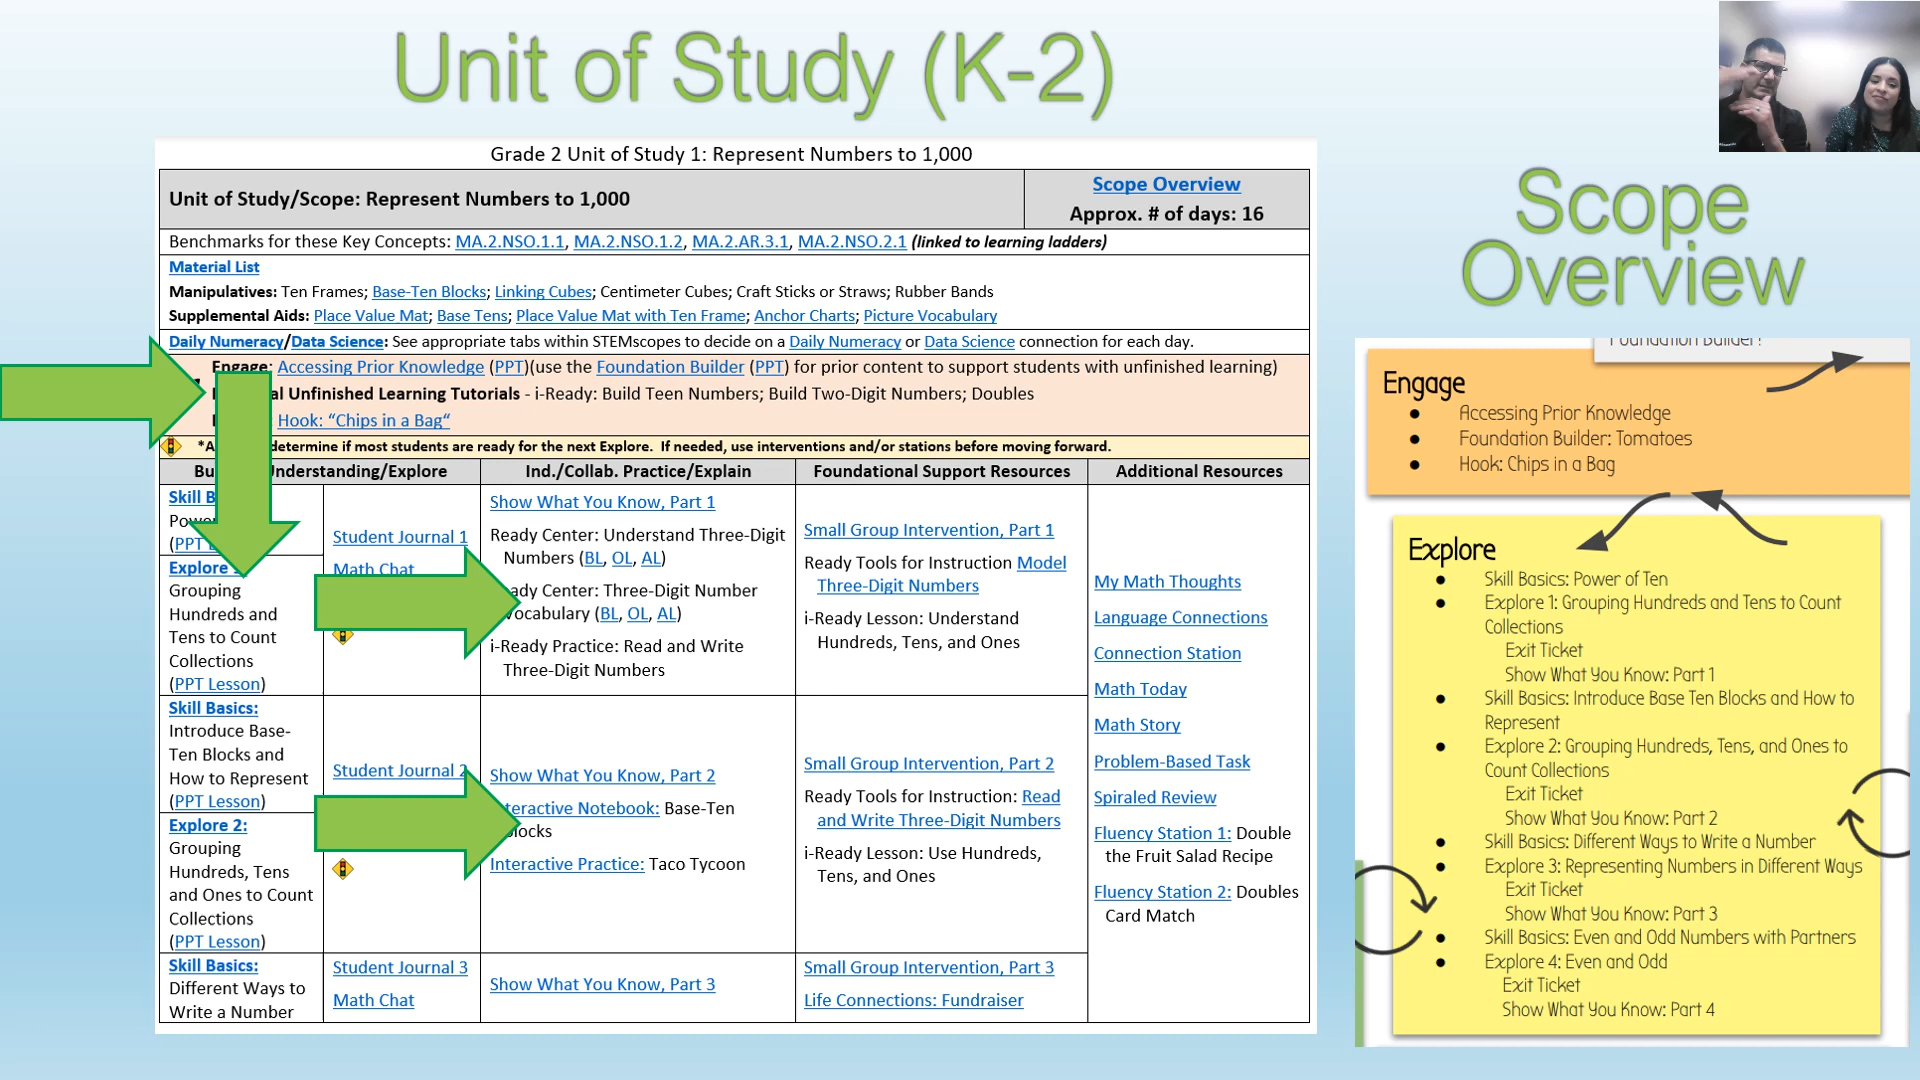 Unit of Study (K-2)
Grade 2 Unit of Study 1: Represent Numbers to 1,000
Unit of Study/Scope: Represent Numbers to 1,000
Scope Overview
Approx. # of days: 16
Benchmarks for these Key Concepts: MA.2.NSO.1.1, MA.2.NSO.1.2, MA.2.AR.3.1, MA.2.NSO.2.1 (linked to learning ladders)
Material List
Manipulatives: Ten Frames; Base-Ten Blocks; Linking Cubes; Centimeter Cubes; Craft Sticks or Straws; Rubber Bands
Supplemental Aids: Place Value Mat; Base Tens; Place Value Mat with Ten Frame; Anchor Charts; Picture Vocabulary
Daily Numeracy/Data Science: See appropriate tabs within STEMscopes to decide on a Daily Numeracy or Data Science connection for each day.
Engage: Accessing Prior Knowledge (PPT)(use the Foundation Builder (PPT) for prior content to support students with unfinished learning)
Unfinished Learning Tutorials - i-Ready: Build Teen Numbers; Build Two-Digit Numbers; Doubles
Hook: “Chips in a Bag“
determine if most students are ready for the next Explore. If needed, use interventions and/or stations before moving forward.
Understanding/Explore
Ind./Collab. Practice/Explain
Foundational Support Resources
Additional Resources
Skill
(PPT
Explore
Grouping
Hundreds and
Tens to Count
Collections
(PPT Lesson)
Student Journal 1
Math Chat
Show What You Know, Part 1
Ready Center: Understand Three-Digit
Numbers (BL, OL, AL)
Center: Three-Digit Number
(BL, OL, AL)
i-Ready Practice: Read and Write
Three-Digit Numbers
Small Group Intervention, Part 1
Ready Tools for Instruction Model
Three-Digit Numbers
i-Ready Lesson: Understand
Hundreds, Tens, and Ones
Skill Basics:
Introduce Base-
Ten Blocks and
How to Represent
(PPT Lesson)
Explore 2:
Grouping
Hundreds, Tens
and Ones to Count
Collections
(PPT Lesson)
Student Journal 2
Show What You Know, Part 2
Notebook: Base-Ten
Interactive Practice: Taco Tycoon
Small Group Intervention, Part 2
Ready Tools for Instruction: Read
and Write Three-Digit Numbers
i-Ready Lesson: Use Hundreds,
Tens, and Ones
Skill Basics:
Different Ways to
Write a Number
Student Journal 3
Math Chat
Show What You Know, Part 3
Small Group Intervention, Part 3
Life Connections: Fundraiser
My Math Thoughts
Language Connections
Connection Station
Math Today
Math Story
Problem-Based Task
Spiraled Review
Fluency Station 1: Double
the Fruit Salad Recipe
Fluency Station 2: Doubles
Card Match
Scope
Overview
Foundation Builder!
Engage
● Accessing Prior Knowledge
● Foundation Builder: Tomatoes
● Hook: Chips in a Bag
Explore
● Skill Basics: Power of Ten
● Explore 1: Grouping Hundreds and Tens to Count
Collections
Exit Ticket
Show What You Know: Part 1
● Skill Basics: Introduce Base Ten Blocks and How to
Represent
● Explore 2: Grouping Hundreds, Tens, and Ones to
Count Collections
Exit Ticket
Show What You Know: Part 2
● Skill Basics: Different Ways to Write a Number
● Explore 3: Representing Numbers in Different Ways
Exit Ticket
Show What You Know: Part 3
● Skill Basics: Even and Odd Numbers with Partners
● Explore 4: Even and Odd
Exit Ticket
Show What You Know: Part 4